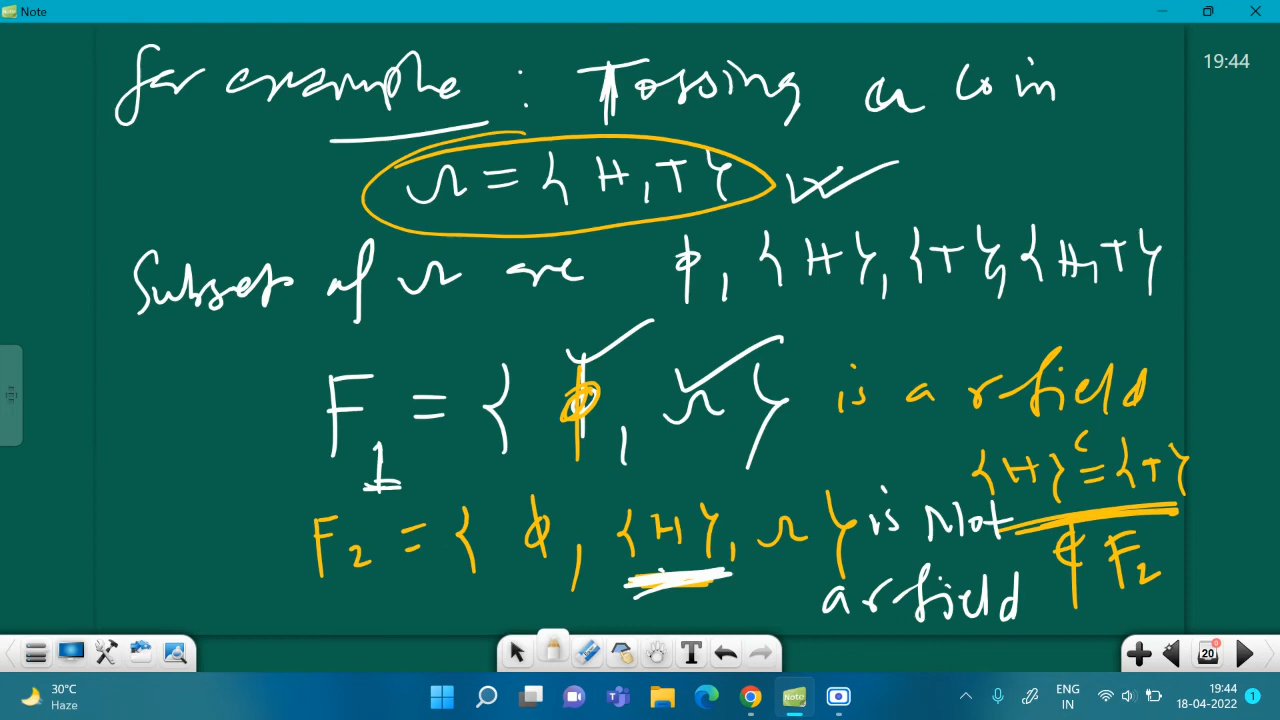 Note
19:44
for example : Tossing a coin
Ω = { H, T }
Subsets of Ω are ϕ, {H}, {T}, {H, T}
F1 = { ϕ, Ω } is a σ field
{H}ᶜ = {T}
F2 = { ϕ, {H}, Ω } is Not
∉ F2
a σ field
T
20
30°C
Haze
ENG
IN
19:44
18-04-2022
1